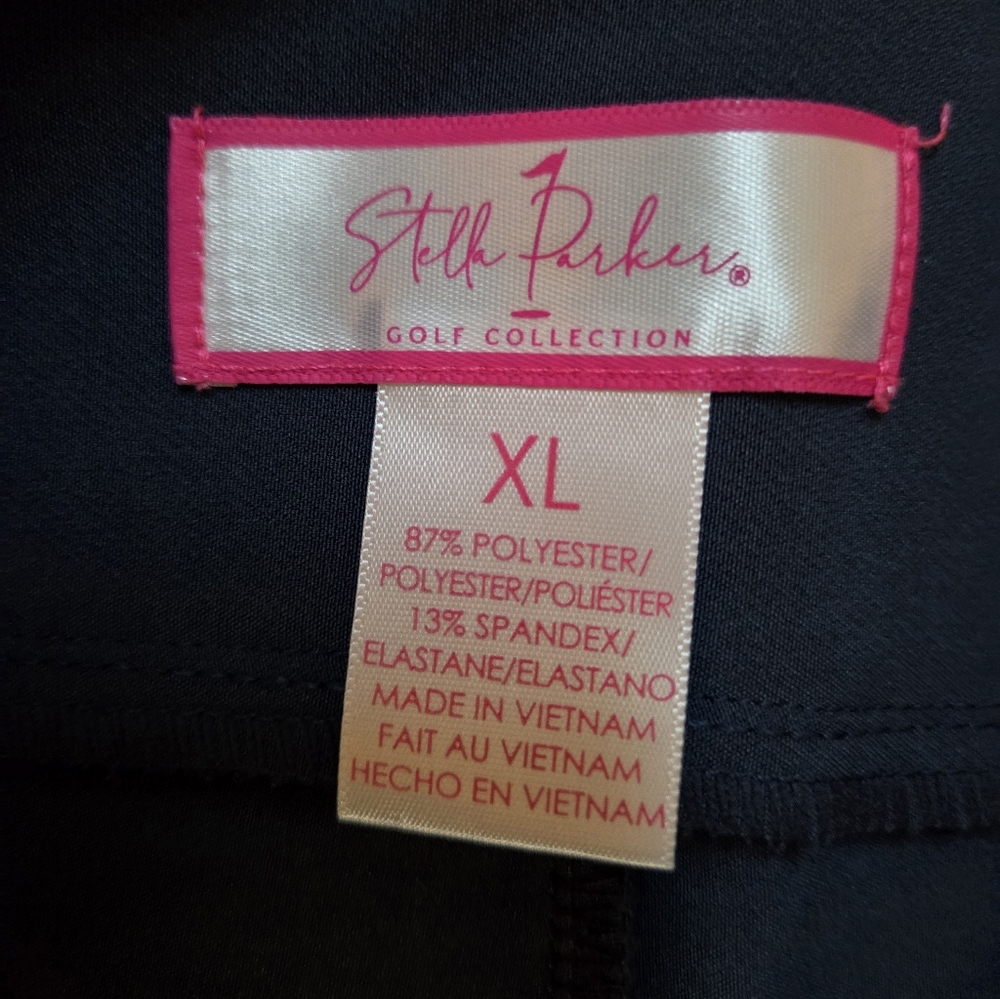 Stella Parker®
GOLF COLLECTION
XL
87% POLYESTER/
POLYESTER/POLIÉSTER
13% SPANDEX/
ELASTANE/ELASTANO
MADE IN VIETNAM
FAIT AU VIETNAM
HECHO EN VIETNAM